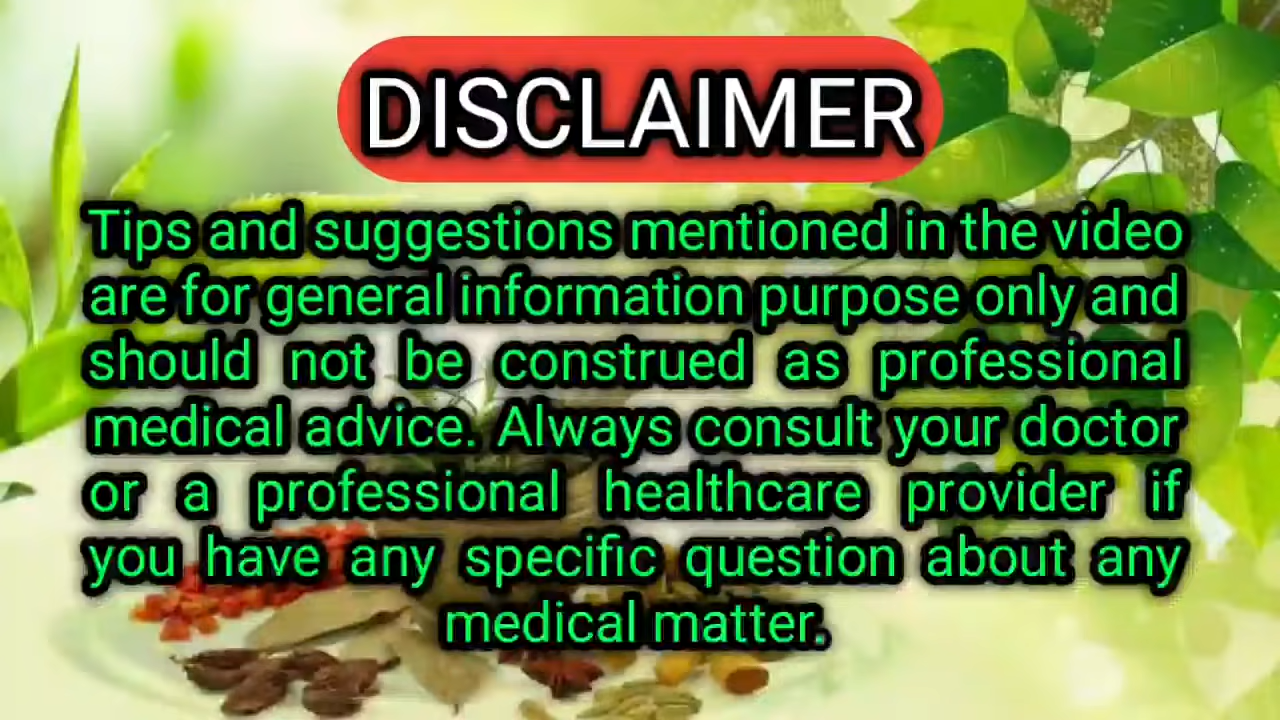 DISCLAIMER
Tips and suggestions mentioned in the video
are for general information purpose only and
should not be construed as professional
medical advice. Always consult your doctor
or a professional healthcare provider if
you have any specific question about any
medical matter.